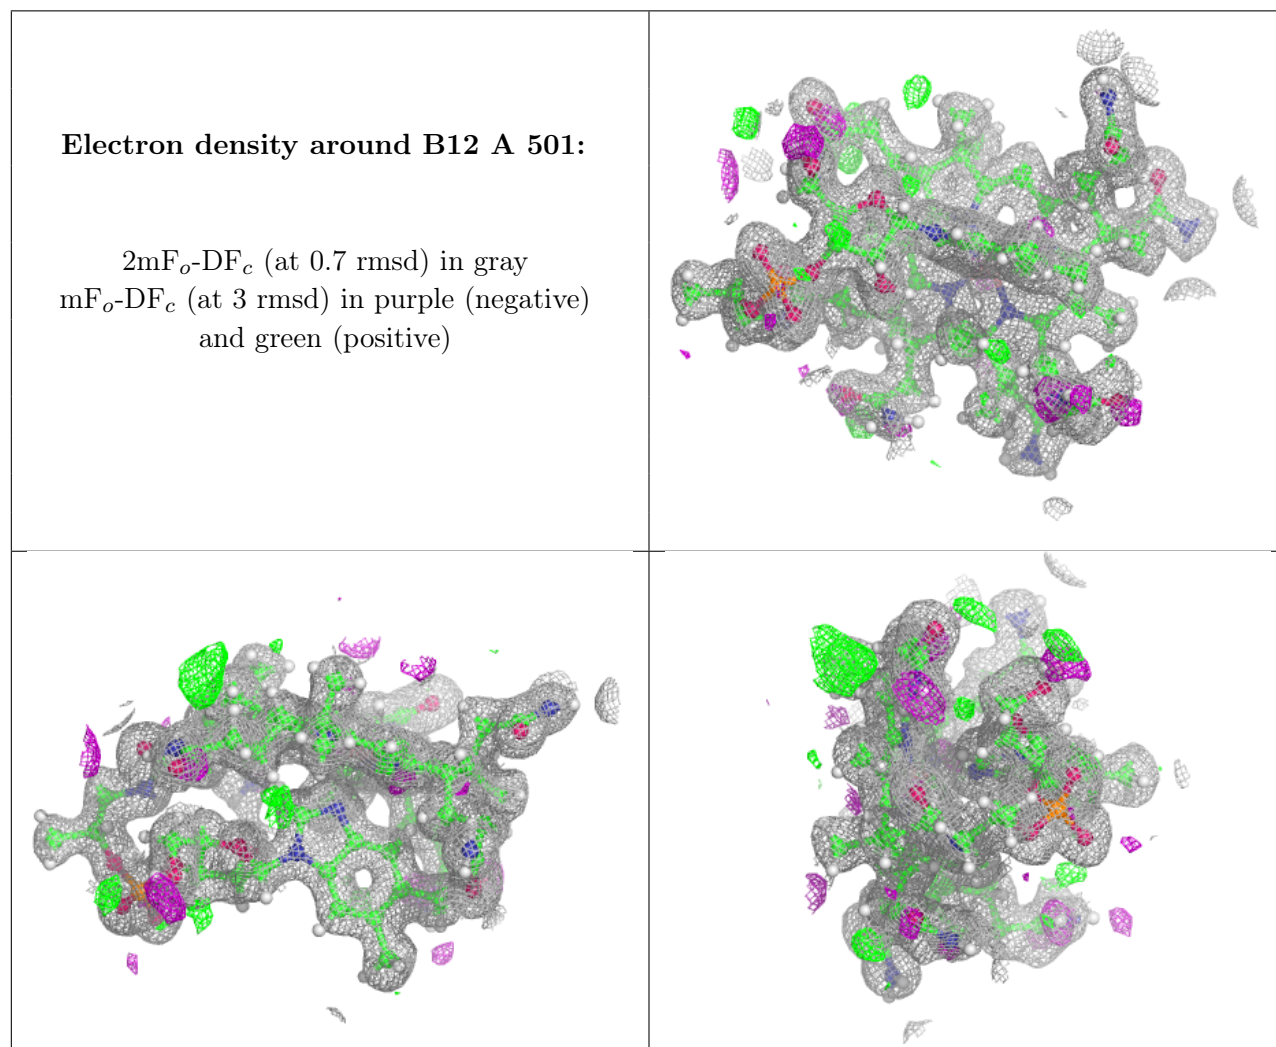 Electron density around B12 A 501:
2mFₒ-DF𝒸 (at 0.7 rmsd) in gray
mFₒ-DF𝒸 (at 3 rmsd) in purple (negative)
and green (positive)